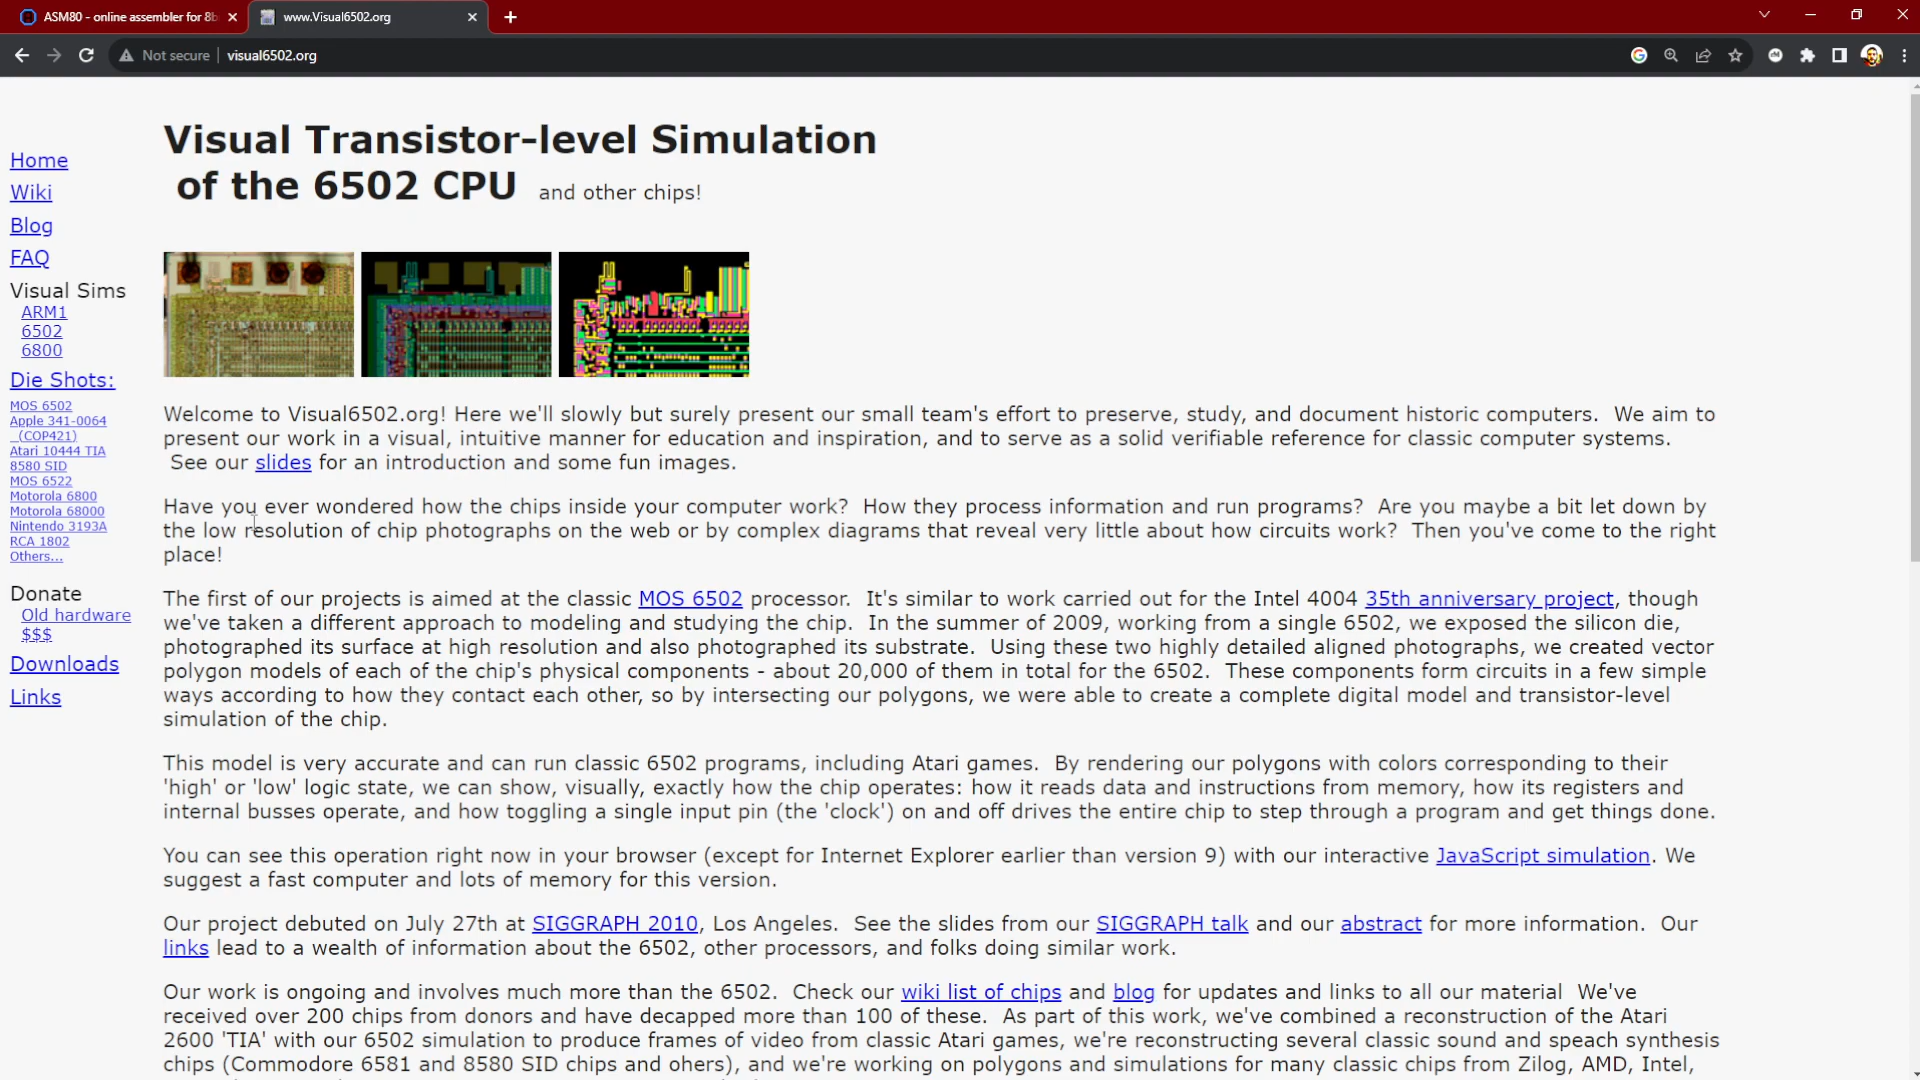 ASM80 - online assembler for 8b
www.Visual6502.org
Not secure
visual6502.org
Home
Wiki
Blog
FAQ
Visual Sims
ARM1
6502
6800
Die Shots:
MOS 6502
Apple 341-0064
(COP421)
Atari 10444 TIA
8580 SID
MOS 6522
Motorola 6800
Motorola 68000
Nintendo 3193A
RCA 1802
Others...
Donate
Old hardware
$$$
Downloads
Links
Visual Transistor-level Simulation
of the 6502 CPU and other chips!
Welcome to Visual6502.org! Here we'll slowly but surely present our small team's effort to preserve, study, and document historic computers. We aim to
present our work in a visual, intuitive manner for education and inspiration, and to serve as a solid verifiable reference for classic computer systems.
See our slides for an introduction and some fun images.
Have you ever wondered how the chips inside your computer work? How they process information and run programs? Are you maybe a bit let down by
the low resolution of chip photographs on the web or by complex diagrams that reveal very little about how circuits work? Then you've come to the right
place!
The first of our projects is aimed at the classic MOS 6502 processor. It's similar to work carried out for the Intel 4004 35th anniversary project, though
we've taken a different approach to modeling and studying the chip. In the summer of 2009, working from a single 6502, we exposed the silicon die,
photographed its surface at high resolution and also photographed its substrate. Using these two highly detailed aligned photographs, we created vector
polygon models of each of the chip's physical components - about 20,000 of them in total for the 6502. These components form circuits in a few simple
ways according to how they contact each other, so by intersecting our polygons, we were able to create a complete digital model and transistor-level
simulation of the chip.
This model is very accurate and can run classic 6502 programs, including Atari games. By rendering our polygons with colors corresponding to their
'high' or 'low' logic state, we can show, visually, exactly how the chip operates: how it reads data and instructions from memory, how its registers and
internal busses operate, and how toggling a single input pin (the 'clock') on and off drives the entire chip to step through a program and get things done.
You can see this operation right now in your browser (except for Internet Explorer earlier than version 9) with our interactive JavaScript simulation. We
suggest a fast computer and lots of memory for this version.
Our project debuted on July 27th at SIGGRAPH 2010, Los Angeles. See the slides from our SIGGRAPH talk and our abstract for more information. Our
links lead to a wealth of information about the 6502, other processors, and folks doing similar work.
Our work is ongoing and involves much more than the 6502. Check our wiki list of chips and blog for updates and links to all our material We've
received over 200 chips from donors and have decapped more than 100 of these. As part of this work, we've combined a reconstruction of the Atari
2600 'TIA' with our 6502 simulation to produce frames of video from classic Atari games, we're reconstructing several classic sound and speach synthesis
chips (Commodore 6581 and 8580 SID chips and ohers), and we're working on polygons and simulations for many classic chips from Zilog, AMD, Intel,